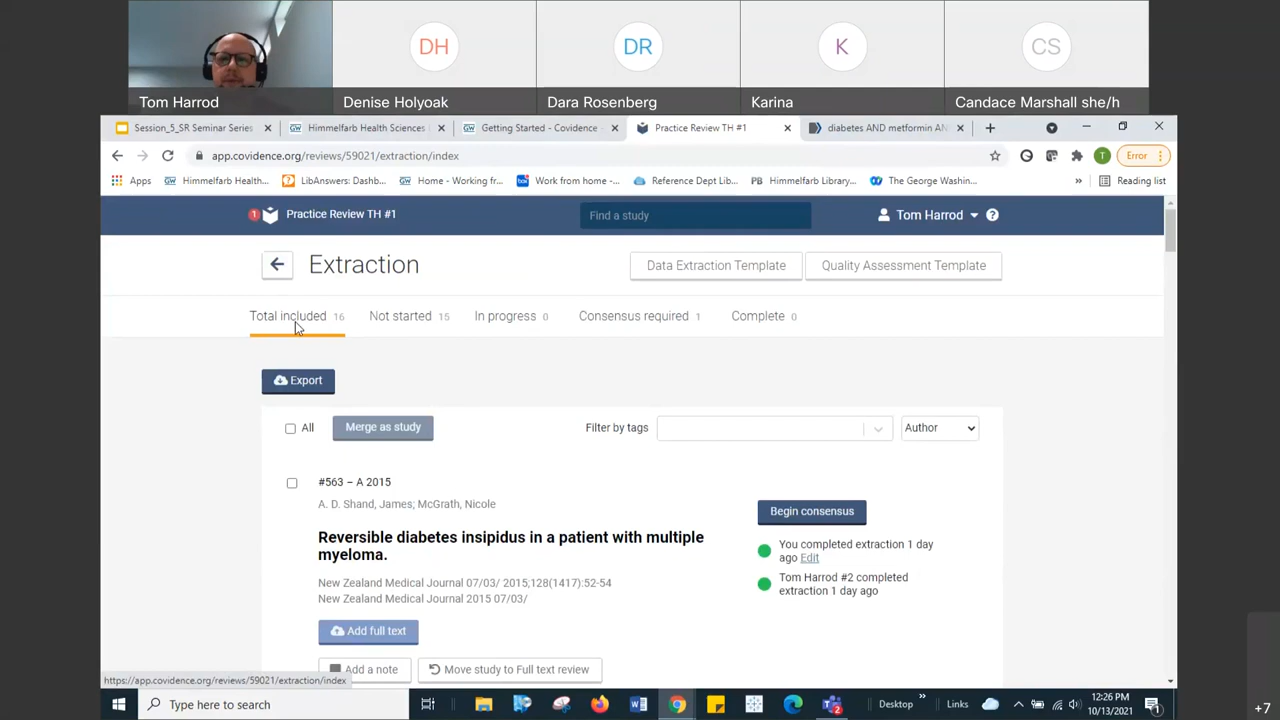 DH
DR
K
CS
Tom Harrod
Denise Holyoak
Dara Rosenberg
Karina
Candace Marshall she/h
Session_5_SR Seminar Series
Himmelfarb Health Sciences
Getting Started - Covidence
Practice Review TH #1
diabetes AND metformin AN
app.covidence.org/reviews/59021/extraction/index
T
Error
Apps
Himmelfarb Health...
LibAnswers: Dashb...
Home - Working fr...
box
Work from home -...
Reference Dept Lib...
PB
Himmelfarb Library...
The George Washin...
»
Reading list
1
Practice Review TH #1
Find a study
Tom Harrod
?
Extraction
Data Extraction Template
Quality Assessment Template
Total included 16
Not started 15
In progress 0
Consensus required 1
Complete 0
Export
All
Merge as study
Filter by tags
Author
#563 – A 2015
A. D. Shand, James; McGrath, Nicole
Reversible diabetes insipidus in a patient with multiple
myeloma.
New Zealand Medical Journal 07/03/ 2015;128(1417):52-54
New Zealand Medical Journal 2015 07/03/
Begin consensus
You completed extraction 1 day
ago Edit
Tom Harrod #2 completed
extraction 1 day ago
Add full text
Add a note
Move study to Full text review
https://app.covidence.org/reviews/59021/extraction/index
Type here to search
Desktop
»
Links
12:26 PM
10/13/2021
+7